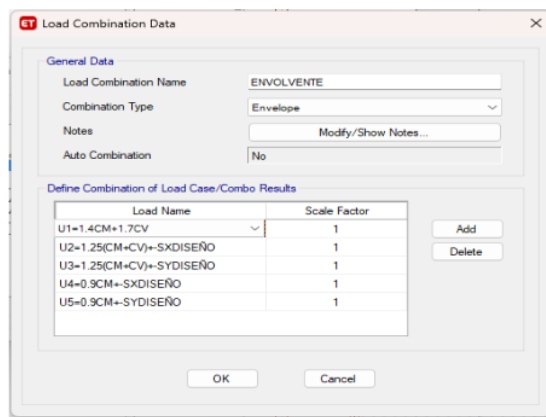 ET Load Combination Data
General Data
Load Combination Name ENVOLVENTE
Combination Type Envelope
Notes Modify/Show Notes...
Auto Combination No
Define Combination of Load Case/Combo Results
Load Name Scale Factor
U1=1.4CM+1.7CV 1 Add
U2=1.25(CM+CV)+-SXDISEÑO 1 Delete
U3=1.25(CM+CV)+-SYDISEÑO 1
U4=0.9CM+-SXDISEÑO 1
U5=0.9CM+-SYDISEÑO 1
OK Cancel